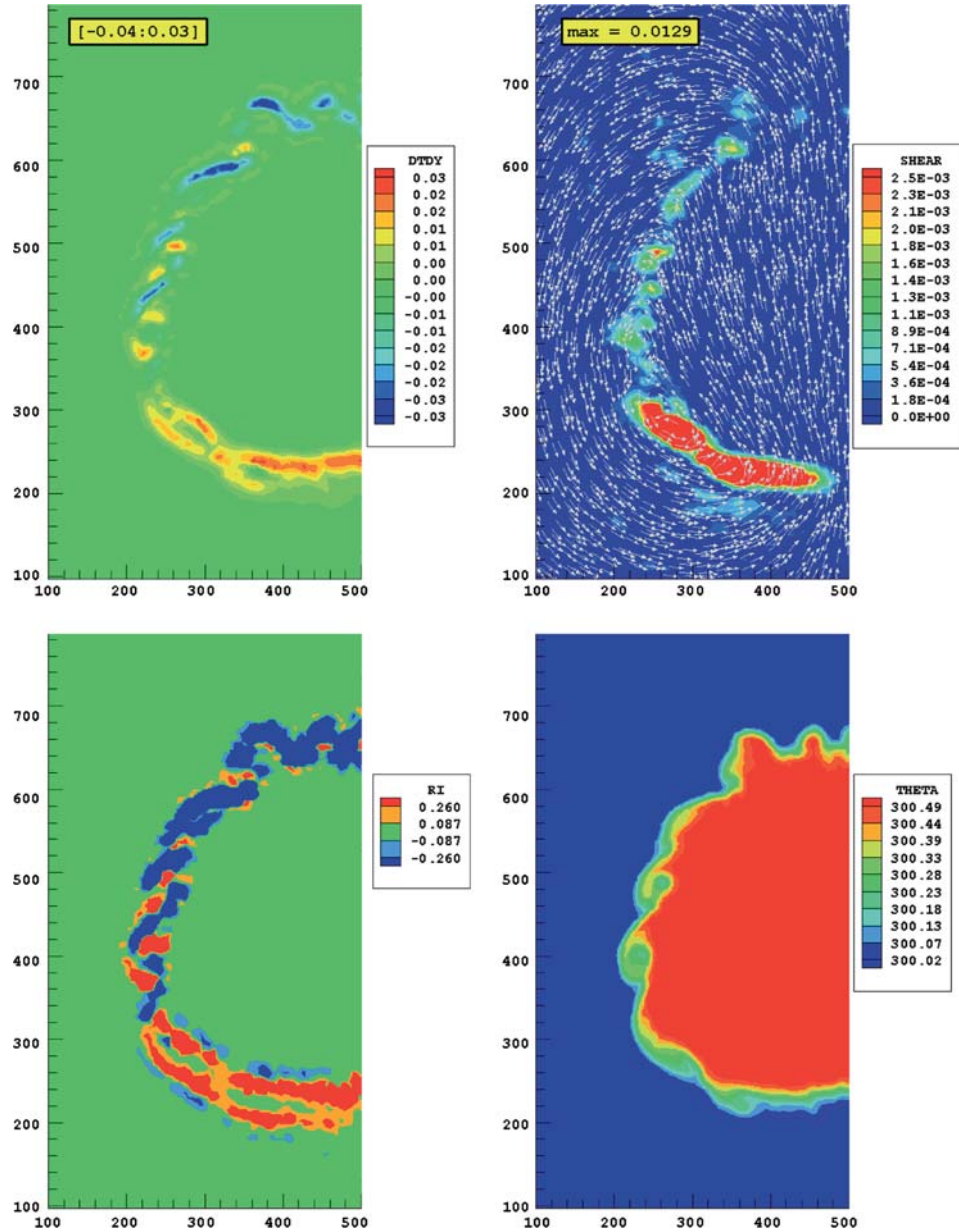 [-0.04:0.03]
700
600
500
400
300
200
100
100 200 300 400 500
DTDY
0.03
0.02
0.02
0.01
0.01
0.00
-0.00
-0.01
-0.01
-0.02
-0.02
-0.03
-0.03
max = 0.0129
700
600
500
400
300
200
100
100 200 300 400 500
SHEAR
2.5E-03
2.3E-03
2.1E-03
2.0E-03
1.8E-03
1.6E-03
1.4E-03
1.3E-03
1.1E-03
8.9E-04
7.1E-04
5.4E-04
3.6E-04
1.8E-04
0.0E+00
700
600
500
400
300
200
100
100 200 300 400 500
RI
0.260
0.087
-0.087
-0.260
700
600
500
400
300
200
100
100 200 300 400 500
THETA
300.49
300.44
300.39
300.33
300.28
300.23
300.18
300.13
300.07
300.02